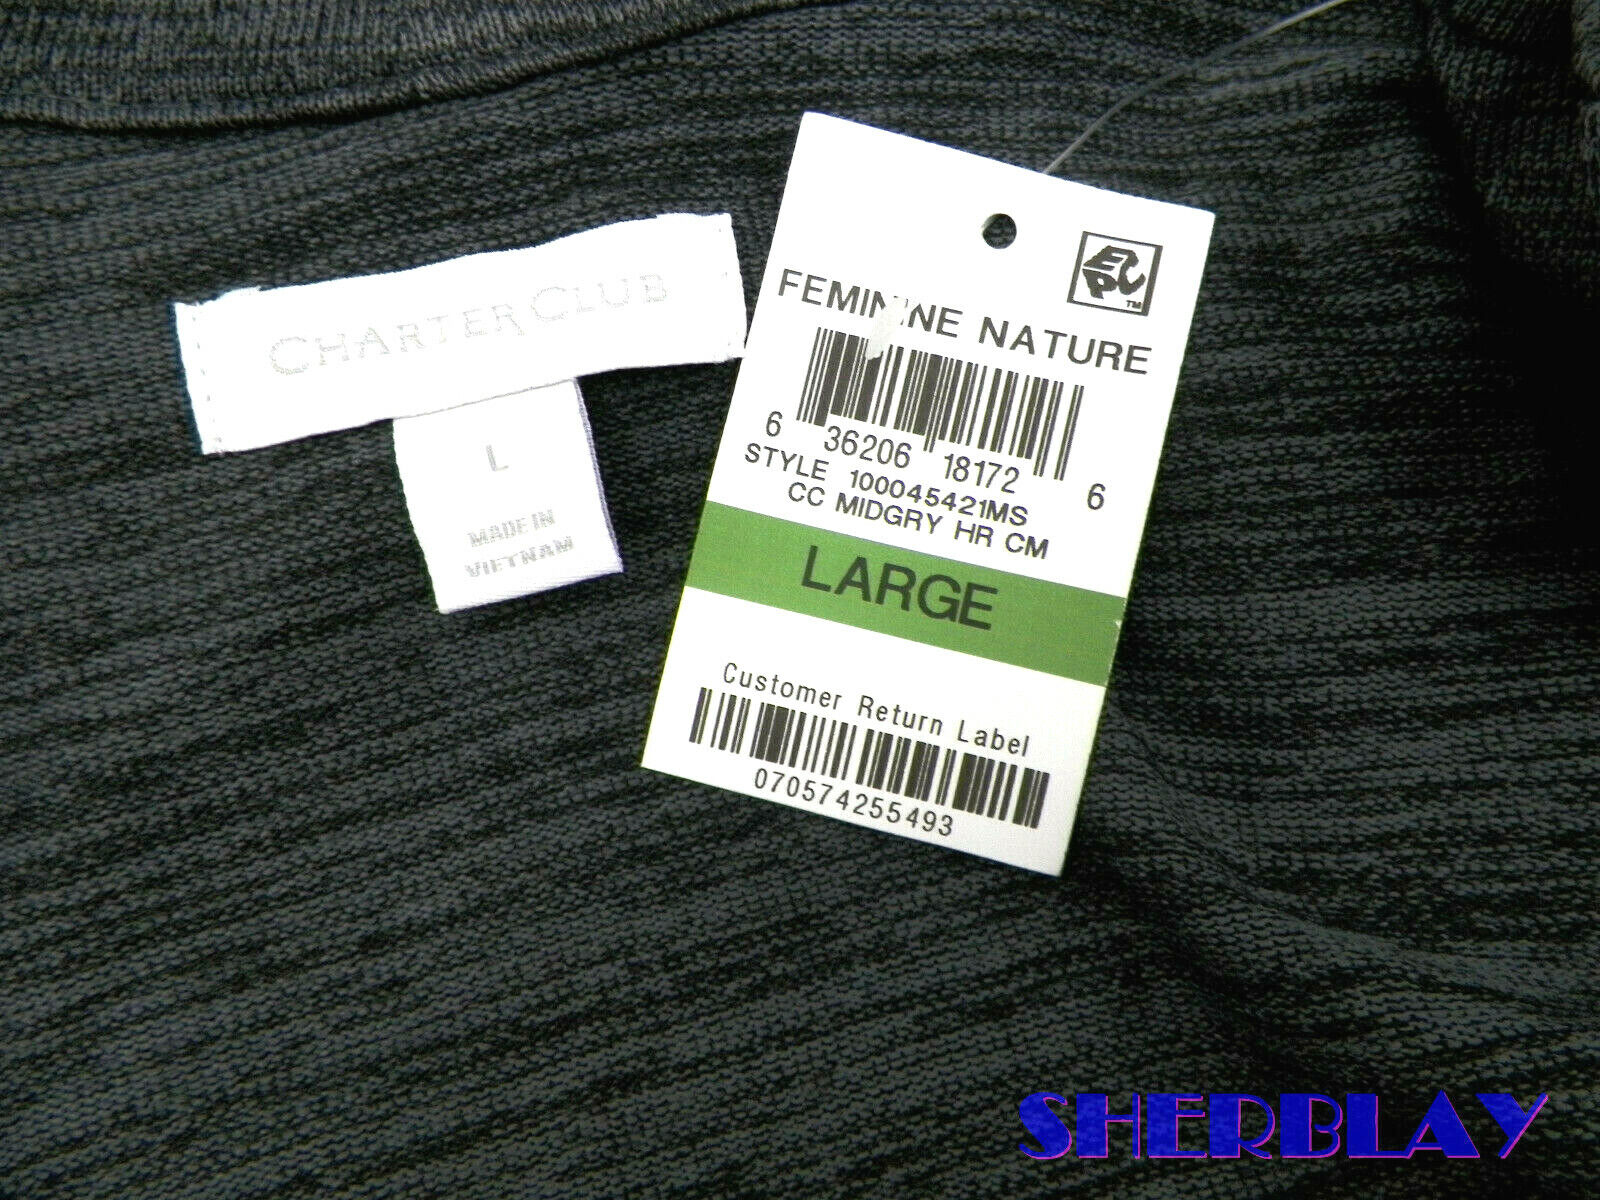 CHARTER CLUB
L
MADE IN
VIETNAM
EPC™
FEMININE NATURE
6 36206 18172 6
STYLE 100045421MS
CC MIDGRY HR CM
LARGE
Customer Return Label
070574255493
SHERBLAY